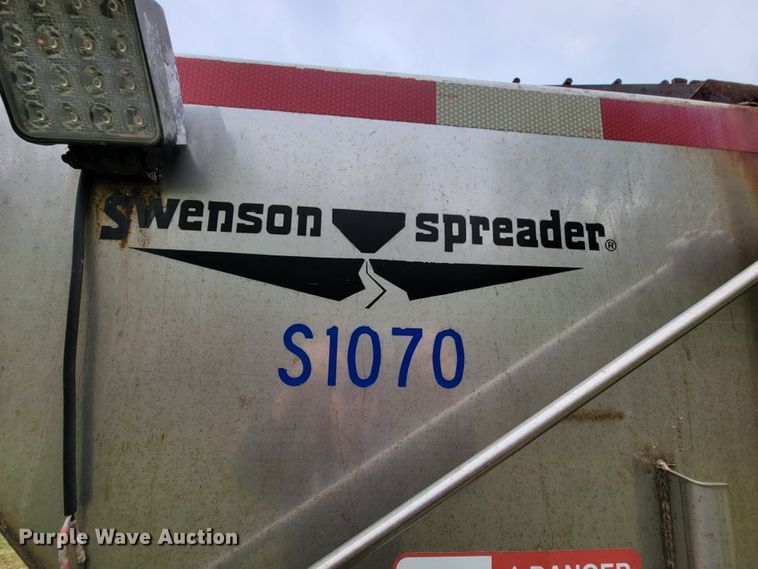 Swenson spreader®
S1070
DANGER
Purple Wave Auction®